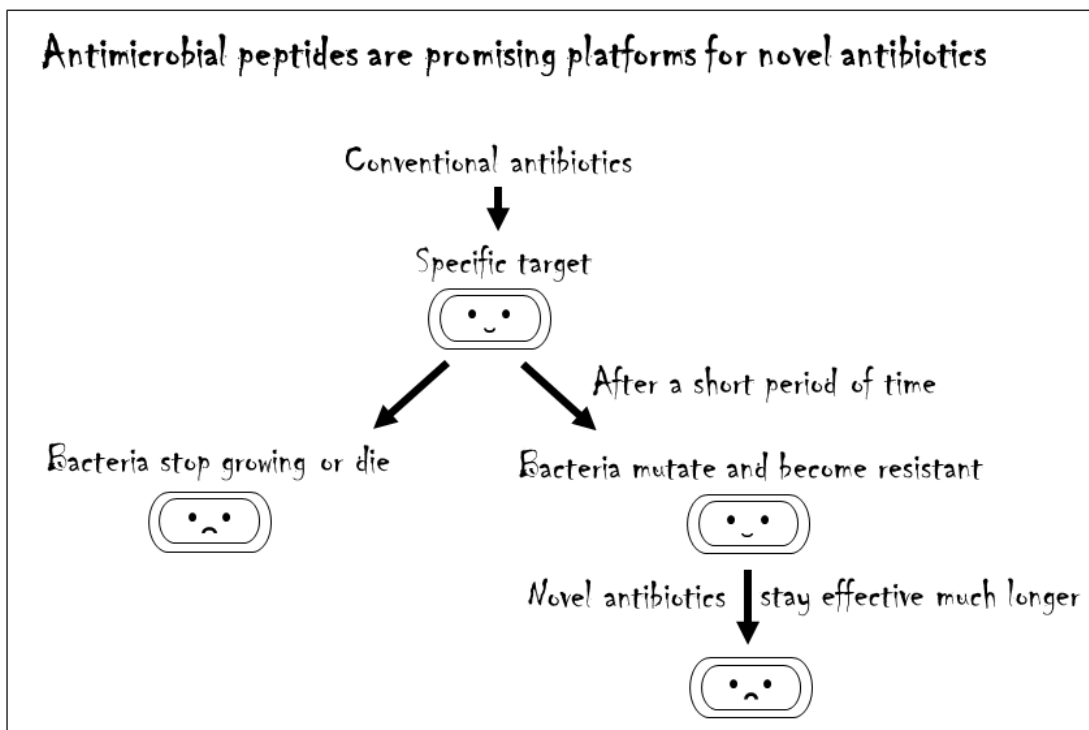 Antimicrobial peptides are promising platforms for novel antibiotics
Conventional antibiotics
Specific target
After a short period of time
Bacteria stop growing or die
Bacteria mutate and become resistant
Novel antibiotics stay effective much longer